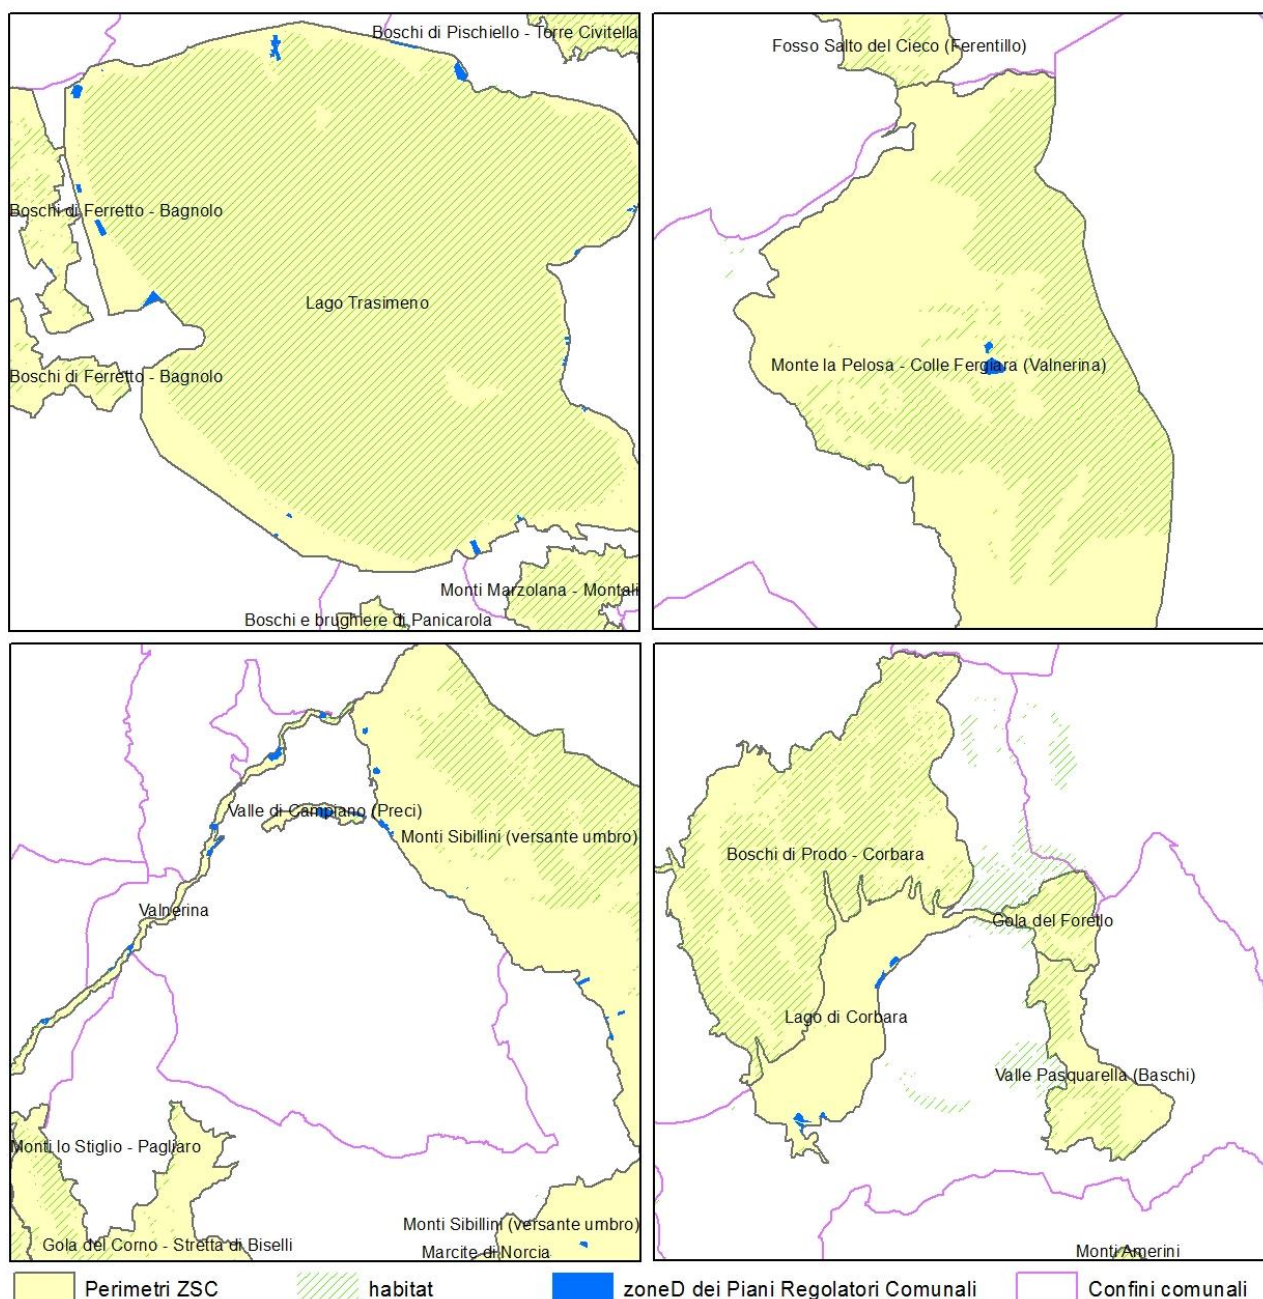 Boschi di Pischiello - Torre Civitella
Boschi di Ferretto - Bagnolo
Lago Trasimeno
Boschi di Ferretto - Bagnolo
Monti Marzolana - Montali
Boschi e brughiere di Panicarola
Fosso Salto del Cieco (Ferentillo)
Monte la Pelosa - Colle Fergiara (Valnerina)
Valle di Campiano (Preci)
Monti Sibillini (versante umbro)
Valnerina
Monti lo Stiglio - Pagliaro
Monti Sibillini (versante umbro)
Gola del Corno - Stretta di Biselli
Marcite di Norcia
Boschi di Prodo - Corbara
Gola del Forello
Lago di Corbara
Valle Pasquarella (Baschi)
Monti Amerini
Perimetri ZSC
habitat
zoneD dei Piani Regolatori Comunali
Confini comunali